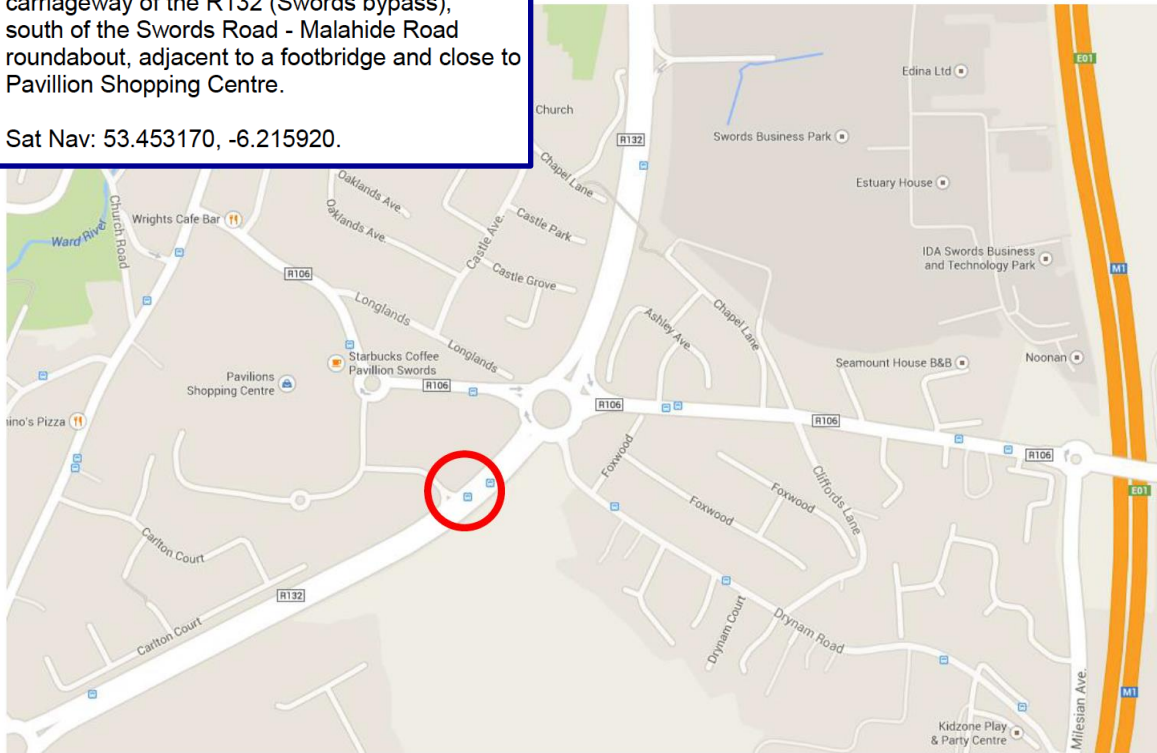 carriageway of the R132 (Swords bypass),
south of the Swords Road - Malahide Road
roundabout, adjacent to a footbridge and close to
Pavillion Shopping Centre.
Sat Nav: 53.453170, -6.215920.
E01
Edina Ltd
Church
R132
Swords Business Park
Chapel Lane
Estuary House
Oaklands Ave.
Church Road
Wrights Cafe Bar
Oaklands Ave.
Castle Ave.
Castle Park
Ward River
IDA Swords Business
and Technology Park
M1
R106
Castle Grove
Longlands
Ashley Ave.
Chapel Lane
Longlands
Starbucks Coffee
Pavillion Swords
Seamount House B&B
Noonan
Pavilions
Shopping Centre
R106
R106
R106
ino's Pizza
R106
Foxwood
Cliffords Lane
E01
Foxwood
Foxwood
Carlton Court
R132
Carlton Court
Drynam Court
Drynam Road
M1
Milesian Ave.
Kidzone Play
& Party Centre